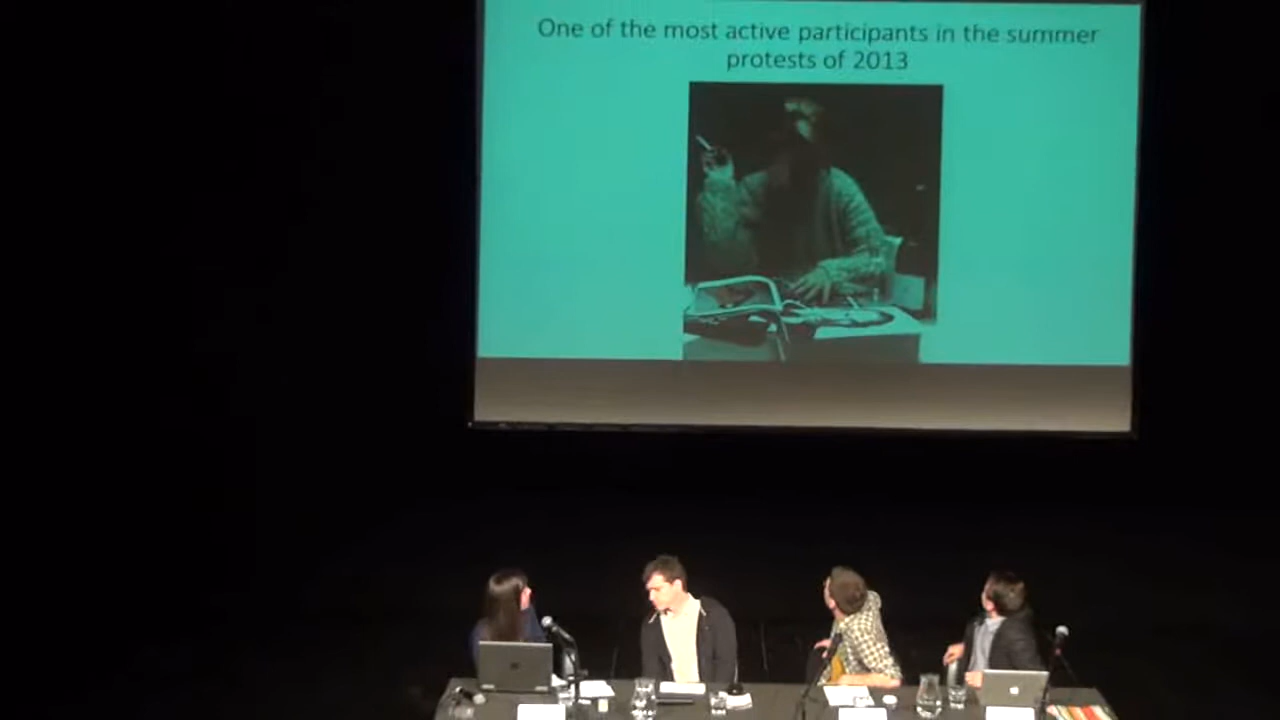 One of the most active participants in the summer
protests of 2013